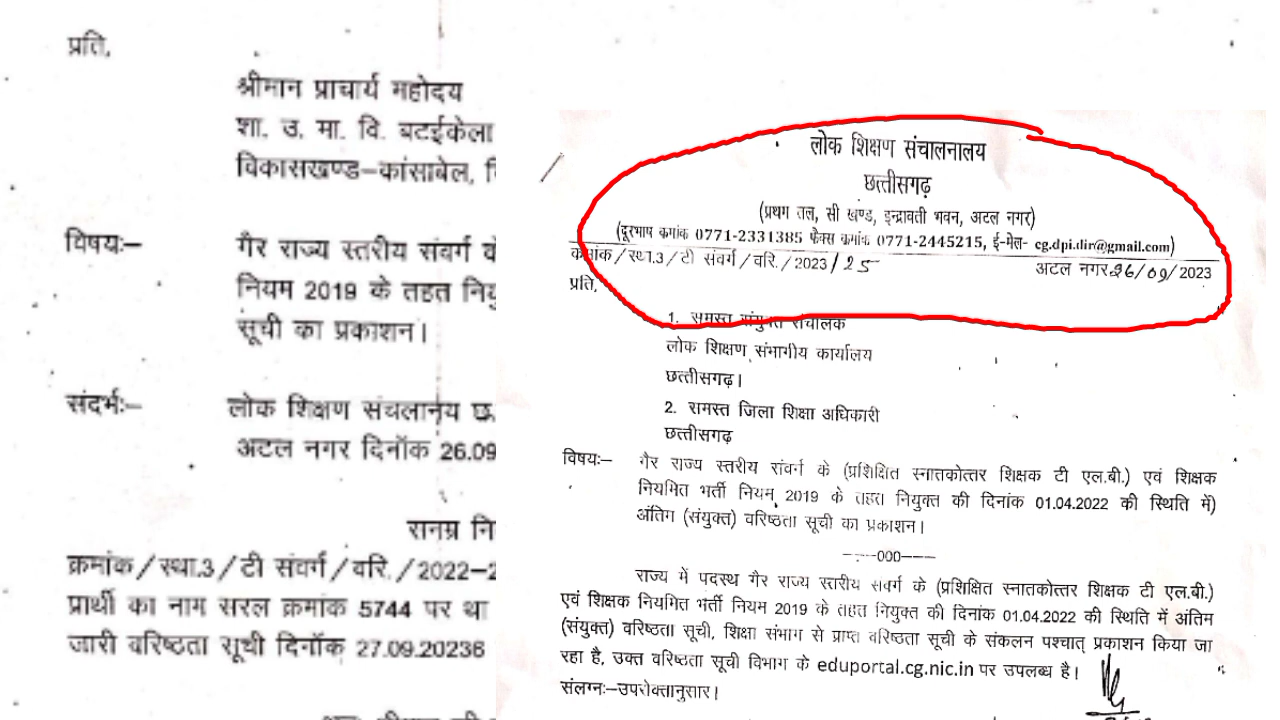 प्रति,
श्रीमान प्राचार्य महोदय
शा. उ. मा. वि. बटईकेला
विकासखण्ड–कांसाबेल,
विषयः–
गैर राज्य स्तरीय संवर्ग
नियम 2019 के तहत
सूची का प्रकाशन।
संदर्भः–
लोक शिक्षण संचलानय
अटल नगर दिनॉक 26.09
क्रमांक/स्था.3/टी संवर्ग/वरि./2022–2
प्रार्थी का नाम सरल क्रमांक 5744 पर था
जारी वरिष्ठता सूची दिनॉक 27.09.20236
लोक शिक्षण संचालनालय
छत्तीसगढ़
(प्रथम तल, सी खण्ड, इन्द्रावती भवन, अटल नगर)
(दूरभाष कमांक 0771-2331385 फैक्स कमांक 0771-2445215, ई-मेल- cg.dpi.dir@gmail.com)
कमांक/स्था.3/टी संवर्ग/वरि./2023/25
अटल नगर 26/09/2023
प्रति,
1. समस्त संयुक्त संचालक
लोक शिक्षण संभागीय कार्यालय
छत्तीसगढ़।
2. समस्त जिला शिक्षा अधिकारी
छत्तीसगढ़
विषयः– गैर राज्य स्तरीय संवर्ग के (प्रशिक्षित स्नातकोत्तर शिक्षक टी एल.बी.) एवं शिक्षक
नियमित भर्ती नियम 2019 के तहत नियुक्त की दिनांक 01.04.2022 की स्थिति में)
अंतिम (संयुक्त) वरिष्ठता सूची का प्रकाशन।
–––000–––
राज्य में पदस्थ गैर राज्य स्तरीय संवर्ग के (प्रशिक्षित स्नातकोत्तर शिक्षक टी एल.बी.)
एवं शिक्षक नियमित भर्ती नियम 2019 के तहत नियुक्त की दिनांक 01.04.2022 की स्थिति में अंतिम
(संयुक्त) वरिष्ठता सूची, शिक्षा संभाग से प्राप्त वरिष्ठता सूची के संकलन पश्चात् प्रकाशन किया जा
रहा है, उक्त वरिष्ठता सूची विभाग के eduportal.cg.nic.in पर उपलब्ध है।
संलग्नः–उपरोक्तानुसार।